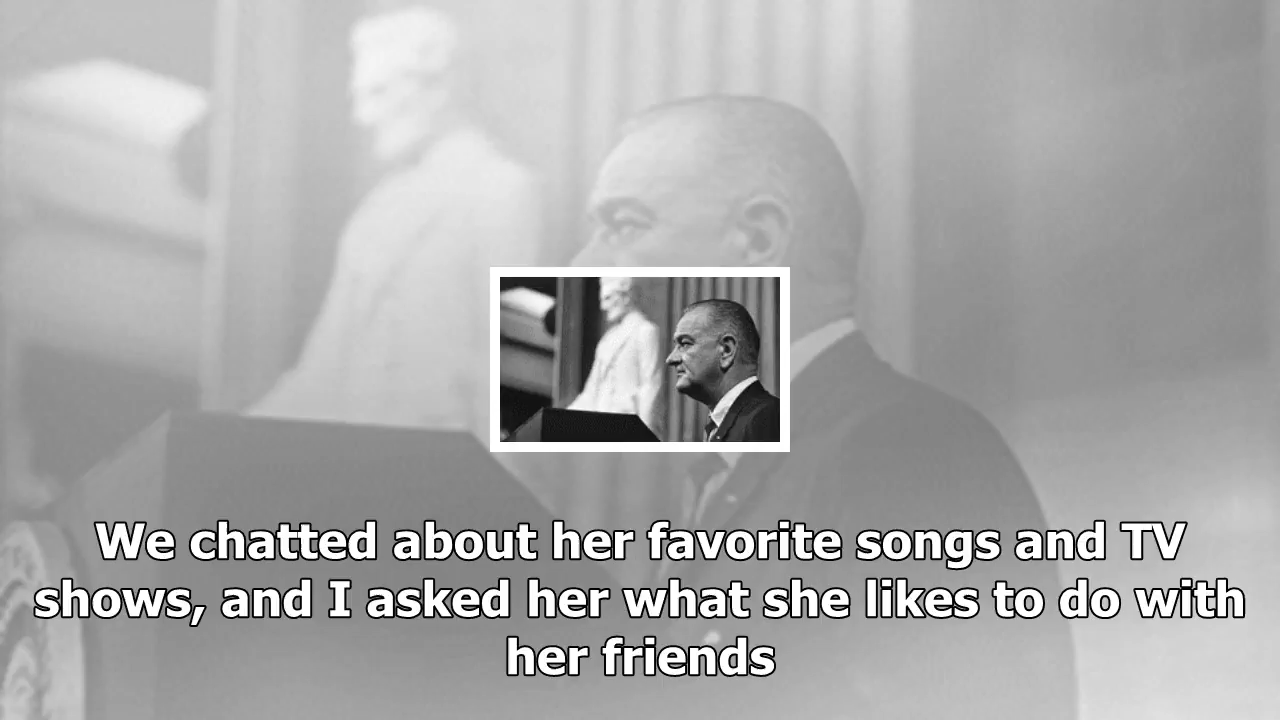 We chatted about her favorite songs and TV
shows, and I asked her what she likes to do with
her friends